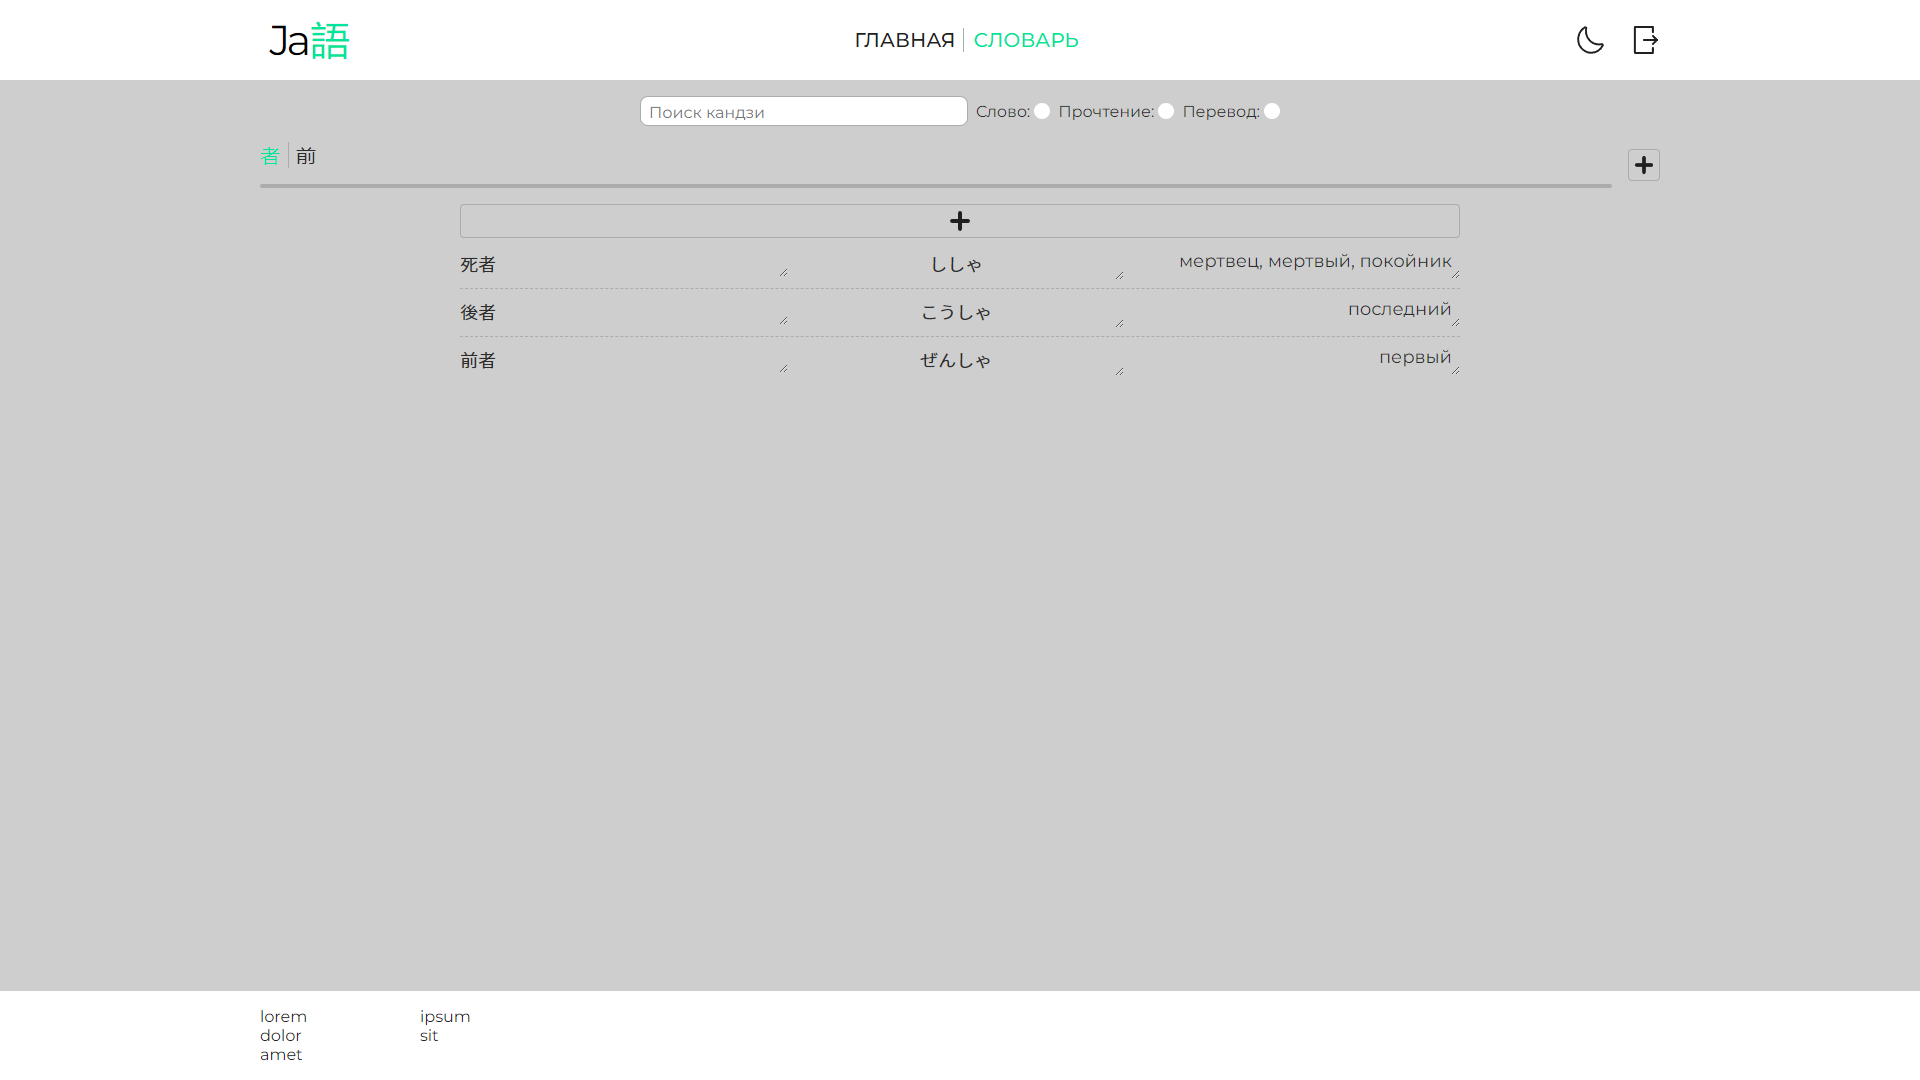 Ja語
ГЛАВНАЯ СЛОВАРЬ
Поиск кандзи Слово: Прочтение: Перевод:
者 前
死者 ししゃ мертвец, мертвый, покойник
後者 こうしゃ последний
前者 ぜんしゃ первый
lorem ipsum
dolor sit
amet